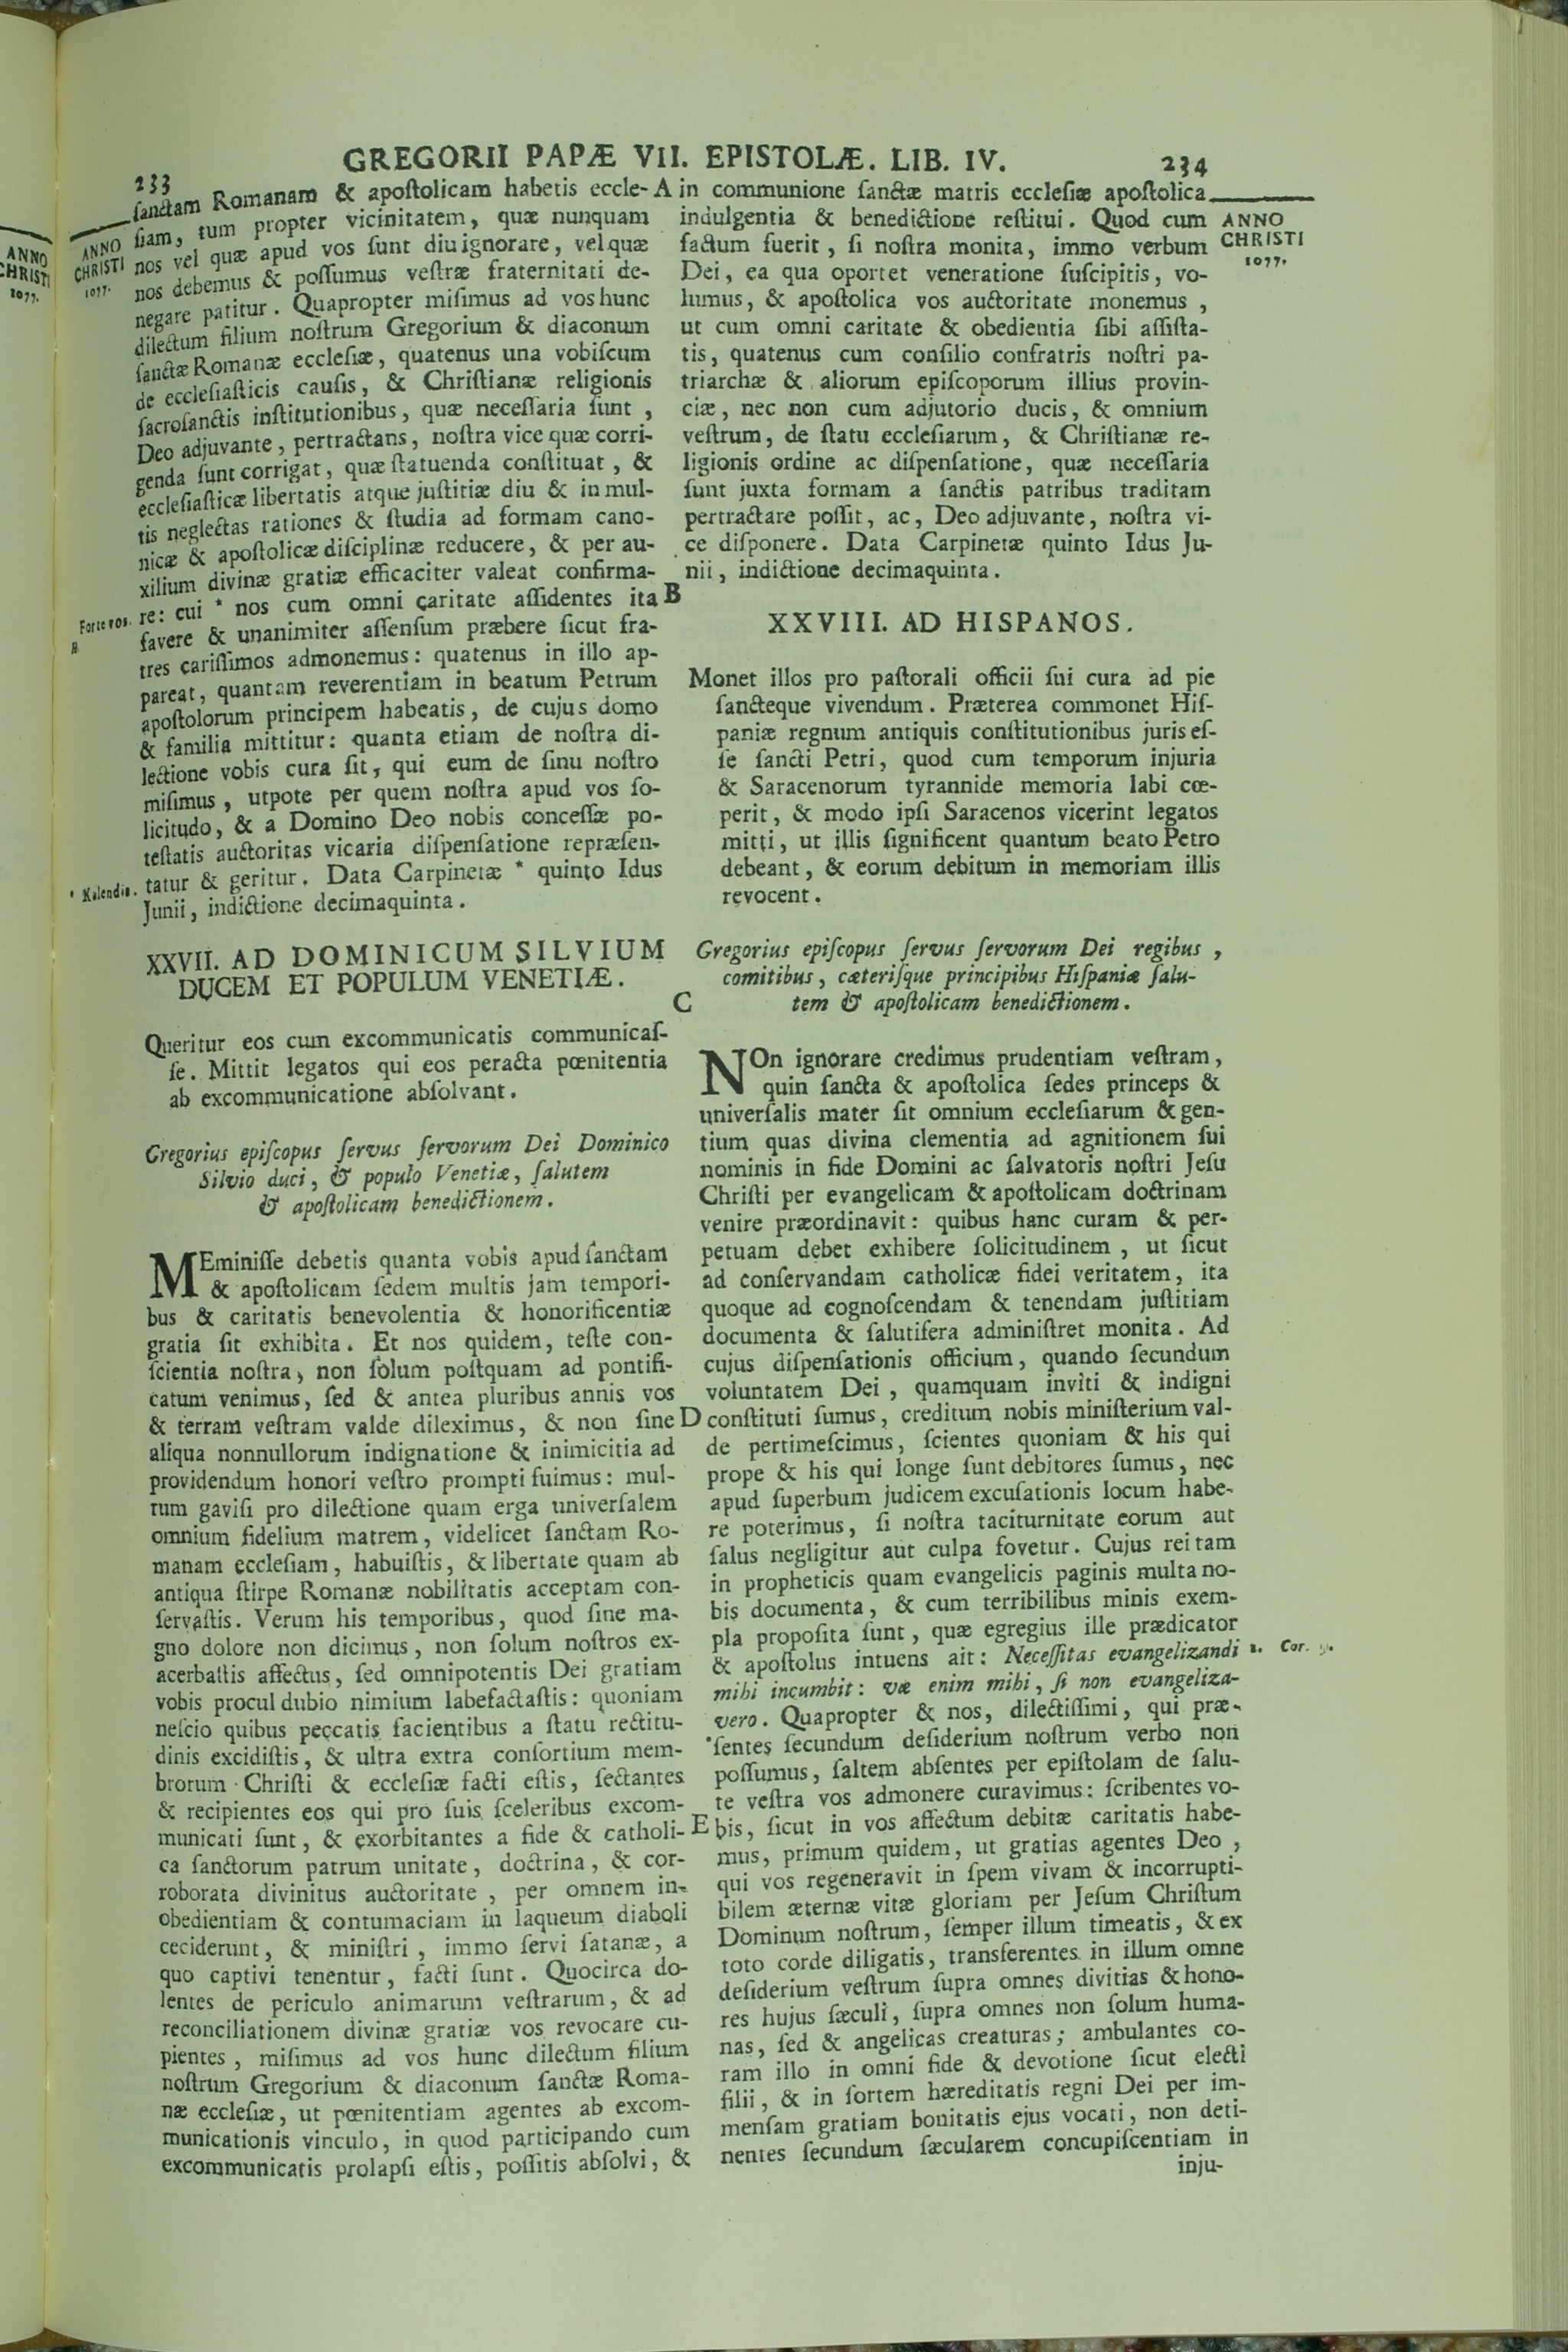 GREGORII PAPÆ VII. EPISTOLÆ. LIB. IV.
233
234
ANNO
CHRISTI
1077.
ANNO
CHRISTI
1077.
ſanctam Romanam & apoſtolicam habetis eccle-
ſiam, tum propter vicinitatem, quæ nunquam
nos vel quæ apud vos ſunt diu ignorare, vel quæ
nos debemus & poſſumus veſtræ fraternitati de-
negare patitur. Quapropter miſimus ad vos hunc
dilectum filium noſtrum Gregorium & diaconum
ſanctæ Romanæ eccleſiæ, quatenus una vobiſcum
de eccleſiaſticis cauſis, & Chriſtianæ religionis
ſacroſanctis inſtitutionibus, quæ neceſſaria ſunt,
Deo adjuvante, pertractans, noſtra vice quæ corri-
genda ſunt corrigat, quæ ſtatuenda conſtituat, &
eccleſiaſticæ libertatis atque juſtitiæ diu & in mul-
tis neglectas rationes & ſtudia ad formam cano-
nicæ & apoſtolicæ diſciplinæ reducere, & per au-
xilium divinæ gratiæ efficaciter valeat confirma-
Forte vos.
H
re: cui * nos cum omni caritate aſſidentes ita
favere & unanimiter aſſenſum præbere ſicut fra-
tres cariſſimos admonemus: quatenus in illo ap-
pareat, quantam reverentiam in beatum Petrum
apoſtolorum principem habeatis, de cujus domo
& familia mittitur: quanta etiam de noſtra di-
lectione vobis cura ſit, qui eum de ſinu noſtro
miſimus, utpote per quem noſtra apud vos ſo-
licitudo, & a Domino Deo nobis conceſſæ po-
teſtatis auctoritas vicaria diſpenſatione repræſen-
* Kalendis.
tatur & geritur. Data Carpinetæ * quinto Idus
Junii, indictione decimaquinta.
XXVII. AD DOMINICUM SILVIUM
DUCEM ET POPULUM VENETIÆ.
Queritur eos cum excommunicatis communicaſ-
ſe. Mittit legatos qui eos peracta pœnitentia
ab excommunicatione abſolvant.
Gregorius epiſcopus ſervus ſervorum Dei Dominico
Silvio duci, & populo Venetiæ, ſalutem
& apoſtolicam benedictionem.
MEminiſſe debetis quanta vobis apud ſanctam
& apoſtolicam ſedem multis jam tempori-
bus & caritatis benevolentia & honorificentiæ
gratia ſit exhibita. Et nos quidem, teſte con-
ſcientia noſtra, non ſolum poſtquam ad pontifi-
catum venimus, ſed & antea pluribus annis vos
& terram veſtram valde dileximus, & non ſine
aliqua nonnullorum indignatione & inimicitia ad
providendum honori veſtro prompti fuimus: mul-
tum gaviſi pro dilectione quam erga univerſalem
omnium fidelium matrem, videlicet ſanctam Ro-
manam eccleſiam, habuiſtis, & libertate quam ab
antiqua ſtirpe Romanæ nobilitatis acceptam con-
ſervaſtis. Verum his temporibus, quod ſine ma-
gno dolore non dicimus, non ſolum noſtros ex-
acerbaſtis affectus, ſed omnipotentis Dei gratiam
vobis procul dubio nimium labefactaſtis: quoniam
neſcio quibus peccatis facientibus a ſtatu rectitu-
dinis excidiſtis, & ultra extra conſortium mem-
brorum Chriſti & eccleſiæ facti eſtis, ſectantes
& recipientes eos qui pro ſuis ſceleribus excom-
municati ſunt, & exorbitantes a fide & catholi-
ca ſanctorum patrum unitate, doctrina, & cor-
roborata divinitus auctoritate, per omnem in-
obedientiam & contumaciam in laqueum diaboli
ceciderunt, & miniſtri, immo ſervi ſatanæ, a
quo captivi tenentur, facti ſunt. Quocirca do-
lentes de periculo animarum veſtrarum, & ad
reconciliationem divinæ gratiæ vos revocare cu-
pientes, miſimus ad vos hunc dilectum filium
noſtrum Gregorium & diaconum ſanctæ Roma-
næ eccleſiæ, ut pœnitentiam agentes ab excom-
municationis vinculo, in quod participando cum
excommunicatis prolapſi eſtis, poſſitis abſolvi, &
A
B
C
D
E
in communione ſanctæ matris eccleſiæ apoſtolica
indulgentia & benedictione reſtitui. Quod cum
factum fuerit, ſi noſtra monita, immo verbum
Dei, ea qua oportet veneratione ſuſcipitis, vo-
lumus, & apoſtolica vos auctoritate monemus,
ut cum omni caritate & obedientia ſibi aſſiſta-
tis, quatenus cum conſilio confratris noſtri pa-
triarchæ & aliorum epiſcoporum illius provin-
ciæ, nec non cum adjutorio ducis, & omnium
veſtrum, de ſtatu eccleſiarum, & Chriſtianæ re-
ligionis ordine ac diſpenſatione, quæ neceſſaria
ſunt juxta formam a ſanctis patribus traditam
pertractare poſſit, ac, Deo adjuvante, noſtra vi-
ce diſponere. Data Carpinetæ quinto Idus Ju-
nii, indictione decimaquinta.
ANNO
CHRISTI
1077.
XXVIII. AD HISPANOS.
Monet illos pro paſtorali officii ſui cura ad pie
ſancteque vivendum. Præterea commonet Hiſ-
paniæ regnum antiquis conſtitutionibus juris eſ-
ſe ſancti Petri, quod cum temporum injuria
& Saracenorum tyrannide memoria labi cœ-
perit, & modo ipſi Saracenos vicerint legatos
mitti, ut illis ſignificent quantum beato Petro
debeant, & eorum debitum in memoriam illis
revocent.
Gregorius epiſcopus ſervus ſervorum Dei regibus,
comitibus, cæteriſque principibus Hiſpaniæ ſalu-
tem & apoſtolicam benedictionem.
NOn ignorare credimus prudentiam veſtram,
quin ſancta & apoſtolica ſedes princeps &
univerſalis mater ſit omnium eccleſiarum & gen-
tium quas divina clementia ad agnitionem ſui
nominis in fide Domini ac ſalvatoris noſtri Jeſu
Chriſti per evangelicam & apoſtolicam doctrinam
venire præordinavit: quibus hanc curam & per-
petuam debet exhibere ſolicitudinem, ut ſicut
ad conſervandam catholicæ fidei veritatem, ita
quoque ad cognoſcendam & tenendam juſtitiam
documenta & ſalutifera adminiſtret monita. Ad
cujus diſpenſationis officium, quando ſecundum
voluntatem Dei, quamquam inviti & indigni
conſtituti ſumus, creditum nobis miniſterium val-
de pertimeſcimus, ſcientes quoniam & his qui
prope & his qui longe ſunt debitores ſumus, nec
apud ſuperbum judicem excuſationis locum habe-
re poterimus, ſi noſtra taciturnitate eorum aut
ſalus negligitur aut culpa fovetur. Cujus rei tam
in propheticis quam evangelicis paginis multa no-
bis documenta, & cum terribilibus minis exem-
pla propoſita ſunt, quæ egregius ille prædicator
& apoſtolus intuens ait: Neceſſitas evangelizandi
1. Cor. 9.
mihi incumbit: væ enim mihi, ſi non evangeliza-
vero. Quapropter & nos, dilectiſſimi, qui præ-
ſentes ſecundum deſiderium noſtrum verbo non
poſſumus, ſaltem abſentes per epiſtolam de ſalu-
te veſtra vos admonere curavimus: ſcribentes vo-
bis, ſicut in vos affectum debitæ caritatis habe-
mus, primum quidem, ut gratias agentes Deo,
qui vos regeneravit in ſpem vivam & incorrupti-
bilem æternæ vitæ gloriam per Jeſum Chriſtum
Dominum noſtrum, ſemper illum timeatis, & ex
toto corde diligatis, transferentes in illum omne
deſiderium veſtrum ſupra omnes divitias & hono-
res hujus ſæculi, ſupra omnes non ſolum huma-
nas, ſed & angelicas creaturas; ambulantes co-
ram illo in omni fide & devotione ſicut electi
filii, & in ſortem hæreditatis regni Dei per im-
menſam gratiam bonitatis ejus vocati, non deti-
nentes ſecundum ſæcularem concupiſcentiam in
inju-